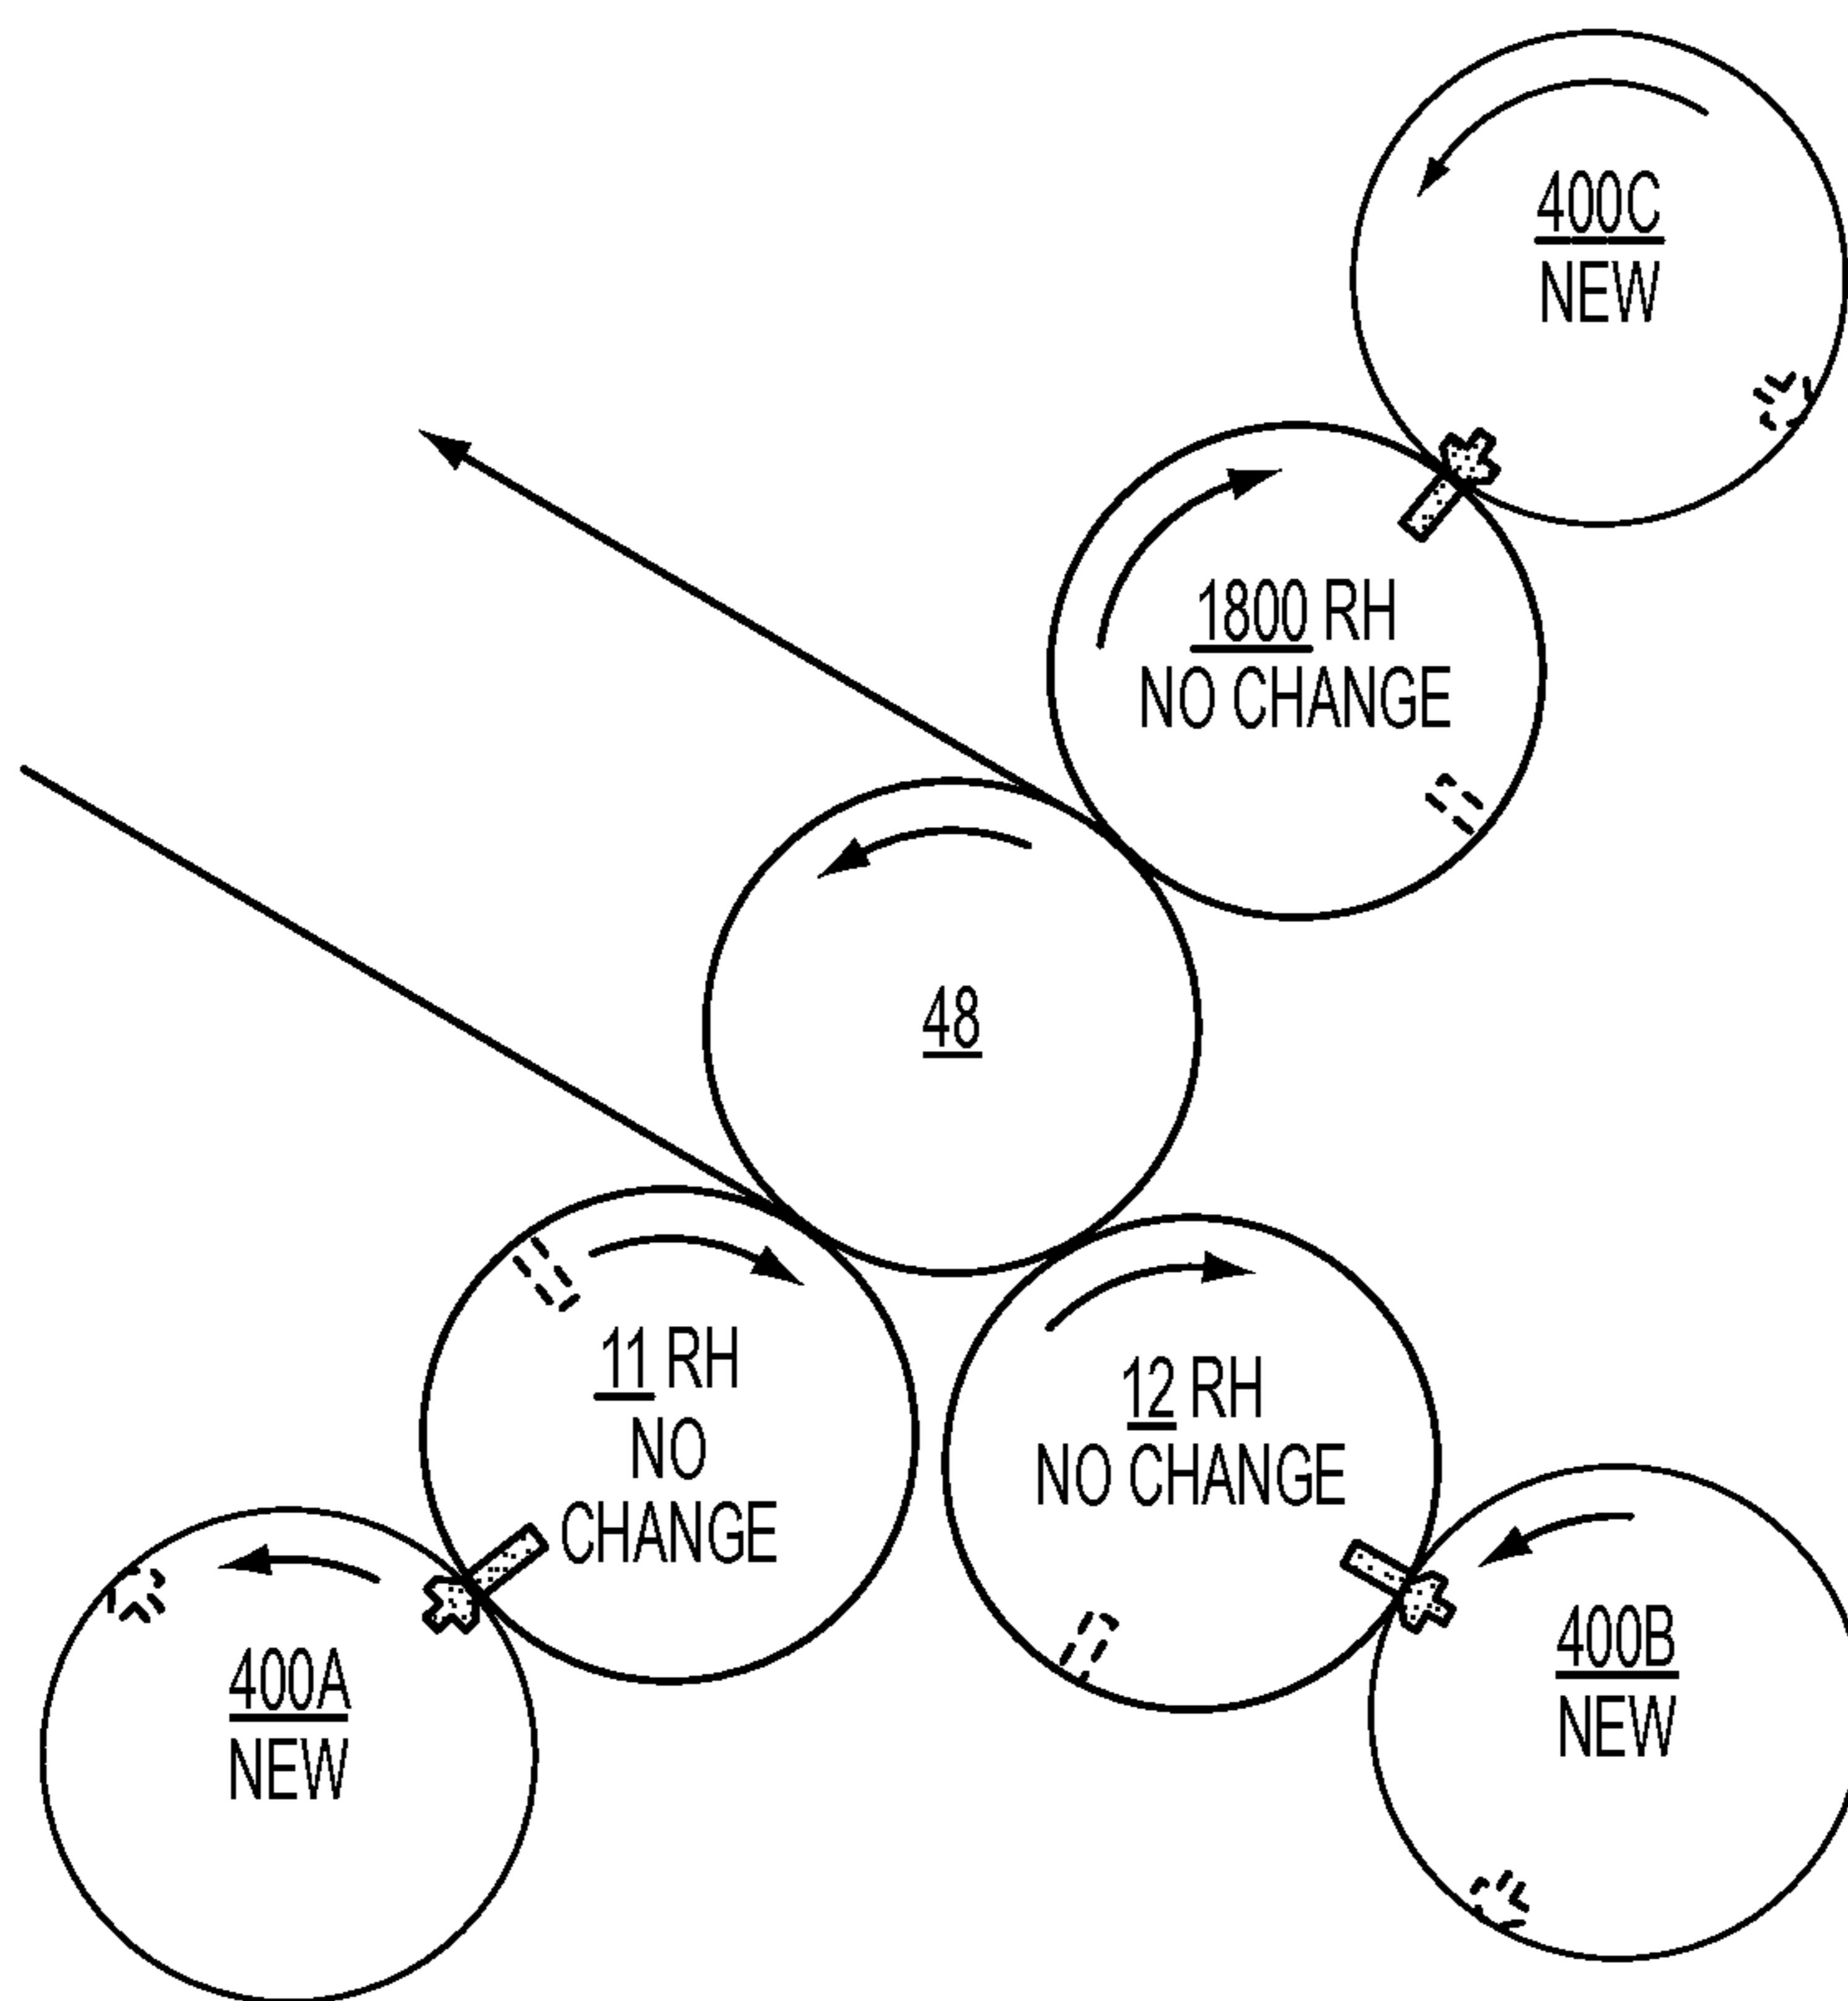 400C
NEW
1800 RH
NO CHANGE
48
11 RH
NO
CHANGE
12 RH
NO CHANGE
400A
NEW
400B
NEW